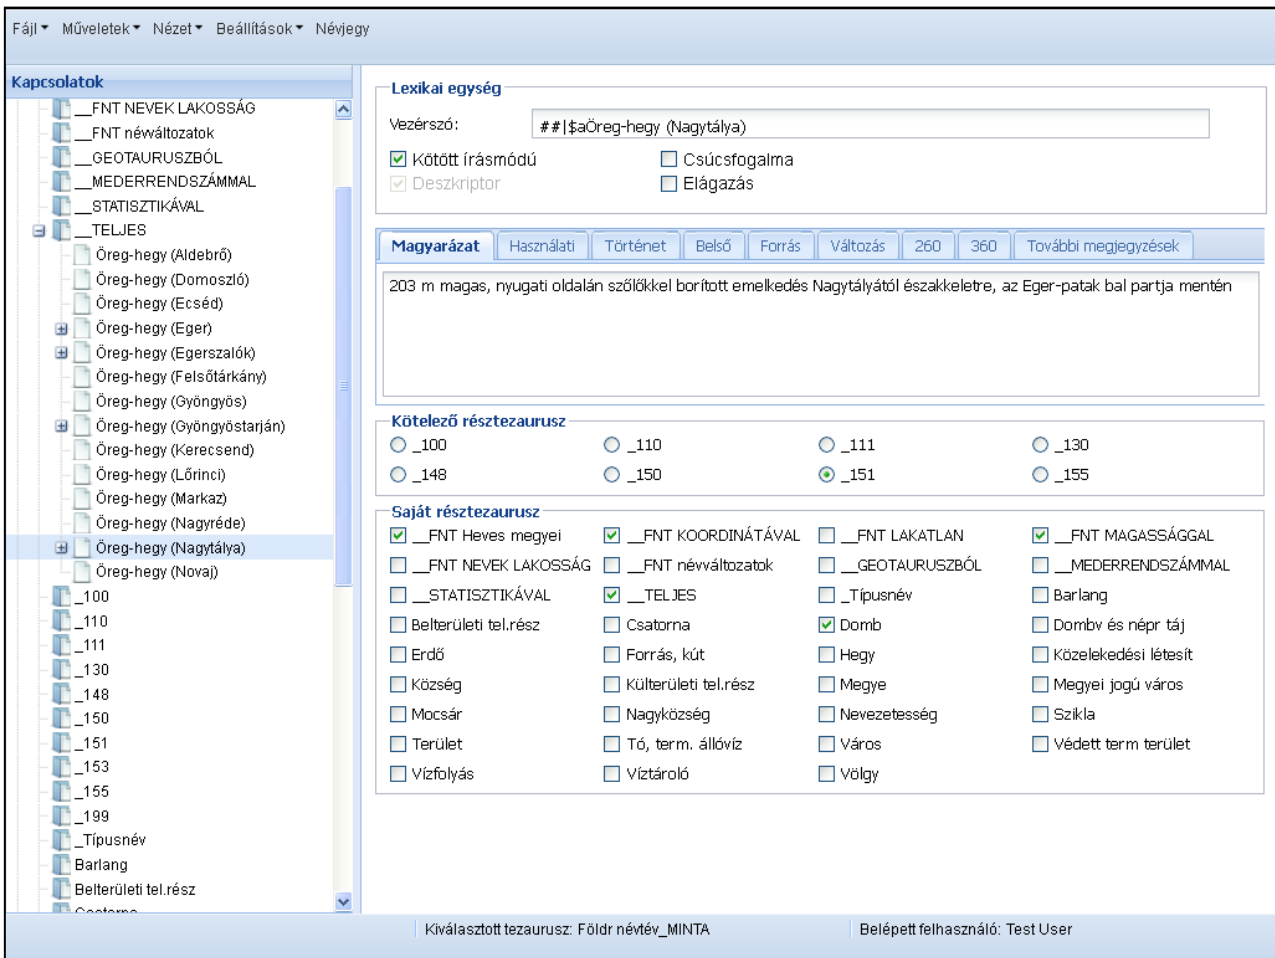 Fájl Műveletek Nézet Beállítások Névjegy
Kapcsolatok
__FNT NEVEK LAKOSSÁG
__FNT névváltozatok
__GEOTAURUSZBÓL
__MEDERRENDSZÁMMAL
__STATISZTIKÁVAL
__TELJES
Öreg-hegy (Aldebrő)
Öreg-hegy (Domoszló)
Öreg-hegy (Ecséd)
Öreg-hegy (Eger)
Öreg-hegy (Egerszalók)
Öreg-hegy (Felsőtárkány)
Öreg-hegy (Gyöngyös)
Öreg-hegy (Gyöngyöstarján)
Öreg-hegy (Kerecsend)
Öreg-hegy (Lőrinci)
Öreg-hegy (Markaz)
Öreg-hegy (Nagyréde)
Öreg-hegy (Nagytálya)
Öreg-hegy (Novaj)
_100
_110
_111
_130
_148
_150
_151
_153
_155
_199
_Típusnév
Barlang
Belterületi tel.rész
Lexikai egység
Vezérszó: ##|$aÖreg-hegy (Nagytálya)
Kötött írásmódú Csúcsfogalma
Deszkriptor Elágazás
Magyarázat Használati Történet Belső Forrás Változás 260 360 További megjegyzések
203 m magas, nyugati oldalán szőlőkkel borított emelkedés Nagytályától északkeletre, az Eger-patak bal partja mentén
Kötelező résztezaurusz
_100 _110 _111 _130
_148 _150 _151 _155
Saját résztezaurusz
__FNT Heves megyei __FNT KOORDINÁTÁVAL __FNT LAKATLAN __FNT MAGASSÁGGAL
__FNT NEVEK LAKOSSÁG __FNT névváltozatok __GEOTAURUSZBÓL __MEDERRENDSZÁMMAL
__STATISZTIKÁVAL __TELJES _Típusnév Barlang
Belterületi tel.rész Csatorna Domb Dombv és népr táj
Erdő Forrás, kút Hegy Közelekedési létesít
Község Külterületi tel.rész Megye Megyei jogú város
Mocsár Nagyközség Nevezetesség Szikla
Terület Tó, term. állóvíz Város Védett term terület
Vízfolyás Víztároló Völgy
Kiválasztott tezaurusz: Földr névtév_MINTA Belépett felhasználó: Test User